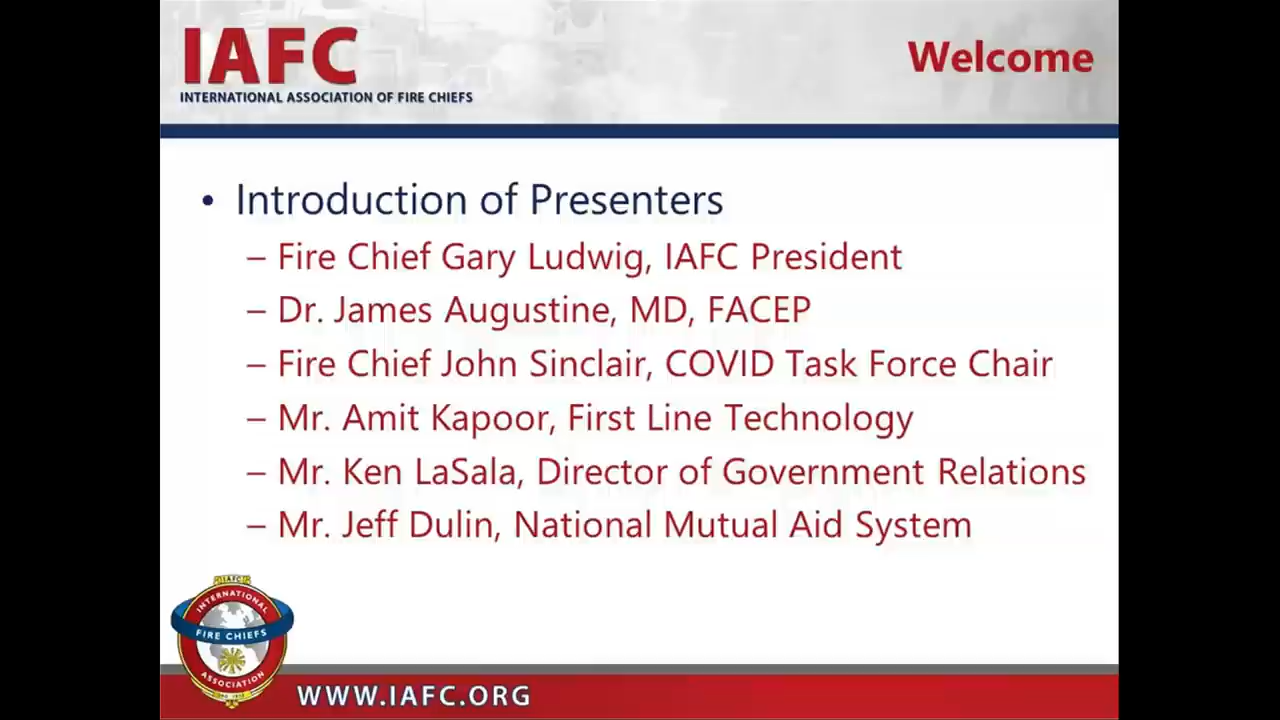 IAFC
INTERNATIONAL ASSOCIATION OF FIRE CHIEFS
Welcome
• Introduction of Presenters
– Fire Chief Gary Ludwig, IAFC President
– Dr. James Augustine, MD, FACEP
– Fire Chief John Sinclair, COVID Task Force Chair
– Mr. Amit Kapoor, First Line Technology
– Mr. Ken LaSala, Director of Government Relations
– Mr. Jeff Dulin, National Mutual Aid System
IAFC
INTERNATIONAL
FIRE CHIEFS
ASSOCIATION
WWW.IAFC.ORG